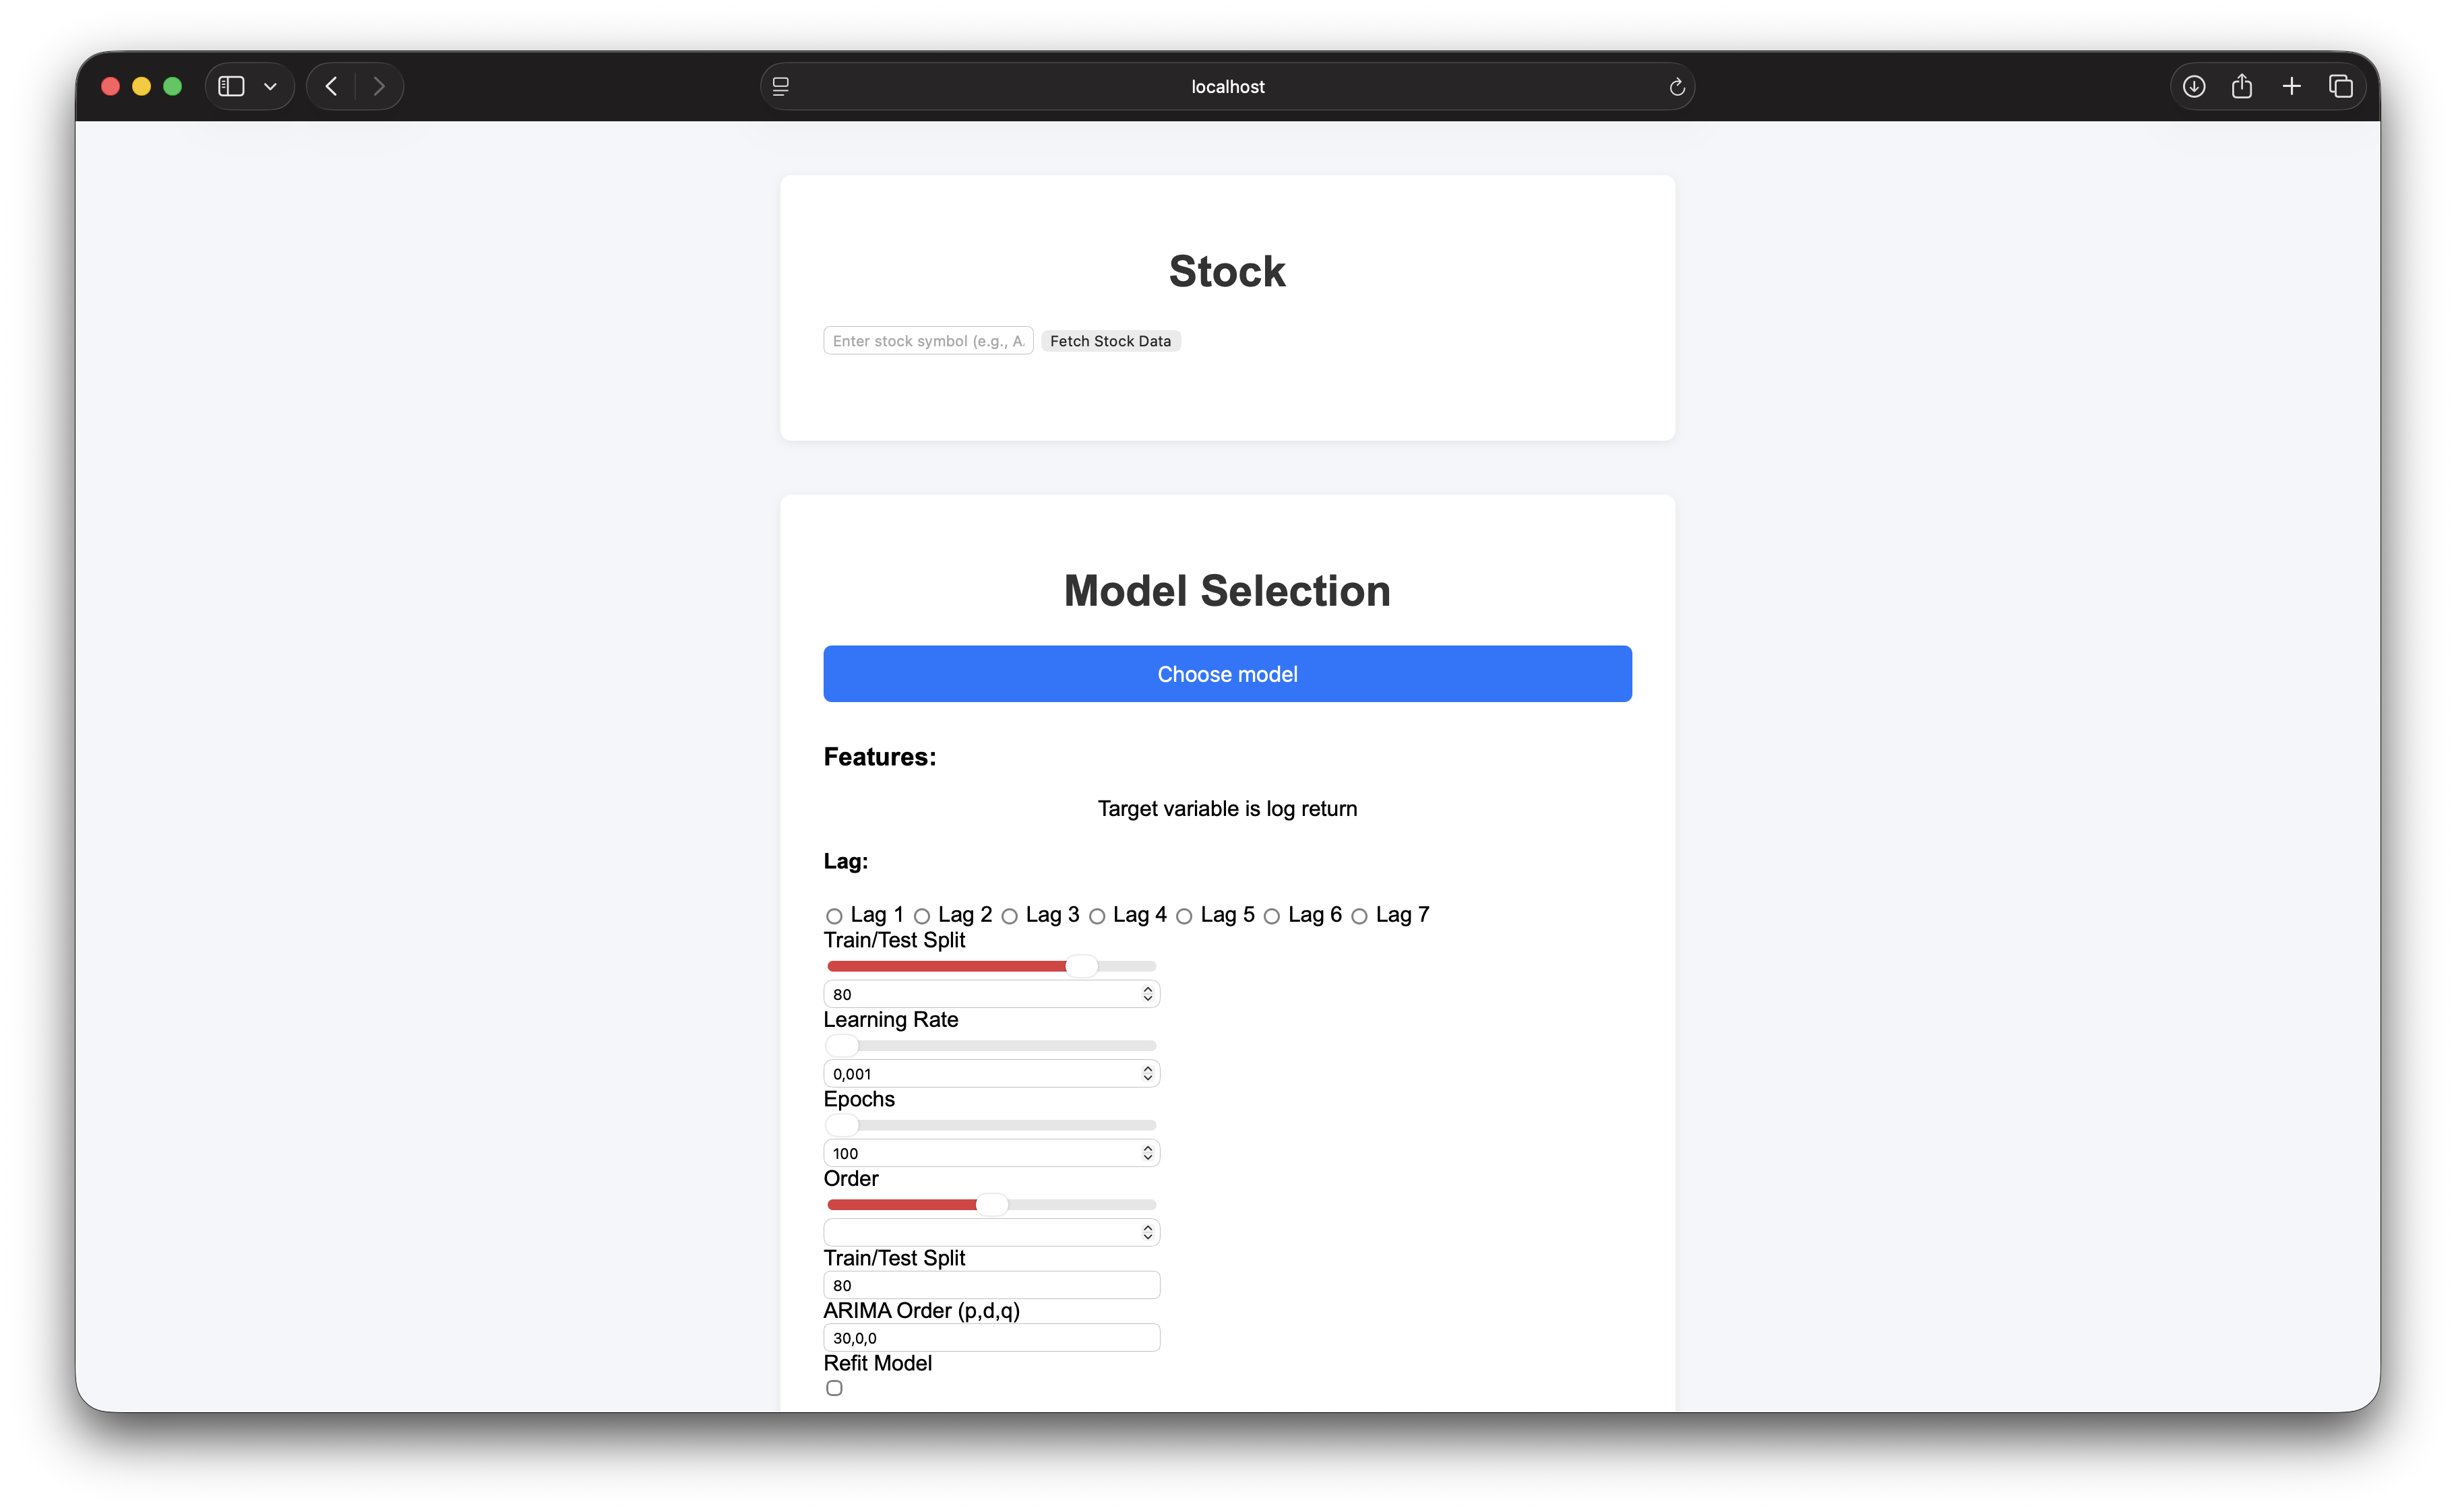 localhost
Stock
Enter stock symbol (e.g., A
Fetch Stock Data
Model Selection
Choose model
Features:
Target variable is log return
Lag:
Lag 1 Lag 2 Lag 3 Lag 4 Lag 5 Lag 6 Lag 7
Train/Test Split
80
Learning Rate
0,001
Epochs
100
Order
Train/Test Split
80
ARIMA Order (p,d,q)
30,0,0
Refit Model